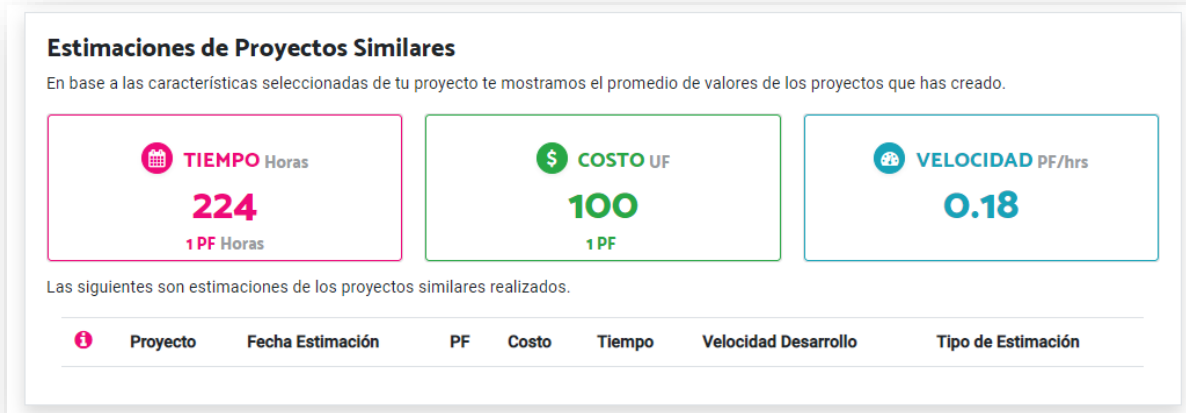 Estimaciones de Proyectos Similares
En base a las características seleccionadas de tu proyecto te mostramos el promedio de valores de los proyectos que has creado.
TIEMPO Horas
224
1 PF Horas
$ COSTO UF
100
1 PF
VELOCIDAD PF/hrs
0.18
Las siguientes son estimaciones de los proyectos similares realizados.
Proyecto Fecha Estimación PF Costo Tiempo Velocidad Desarrollo Tipo de Estimación